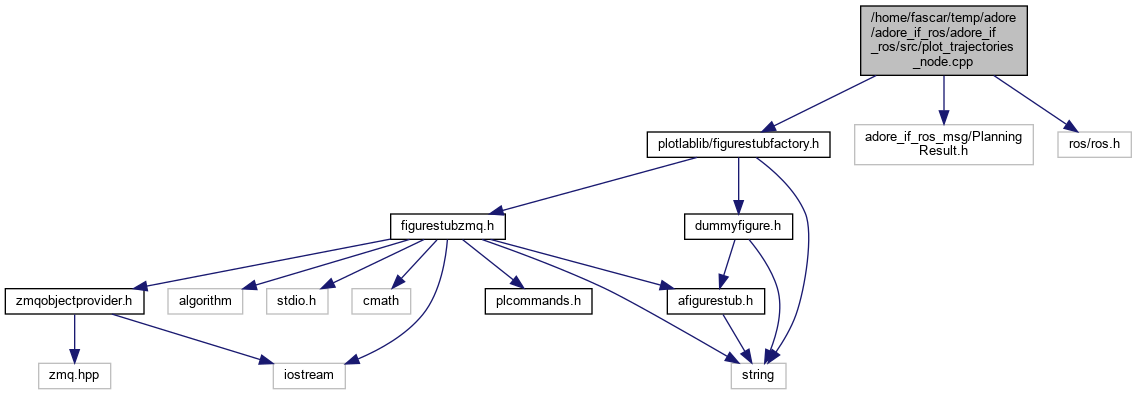 /home/fascar/temp/adore
/adore_if_ros/adore_if
_ros/src/plot_trajectories
_node.cpp
plotlablib/figurestubfactory.h
adore_if_ros_msg/Planning
Result.h
ros/ros.h
figurestubzmq.h
dummyfigure.h
zmqobjectprovider.h
algorithm
stdio.h
cmath
plcommands.h
afigurestub.h
zmq.hpp
iostream
string